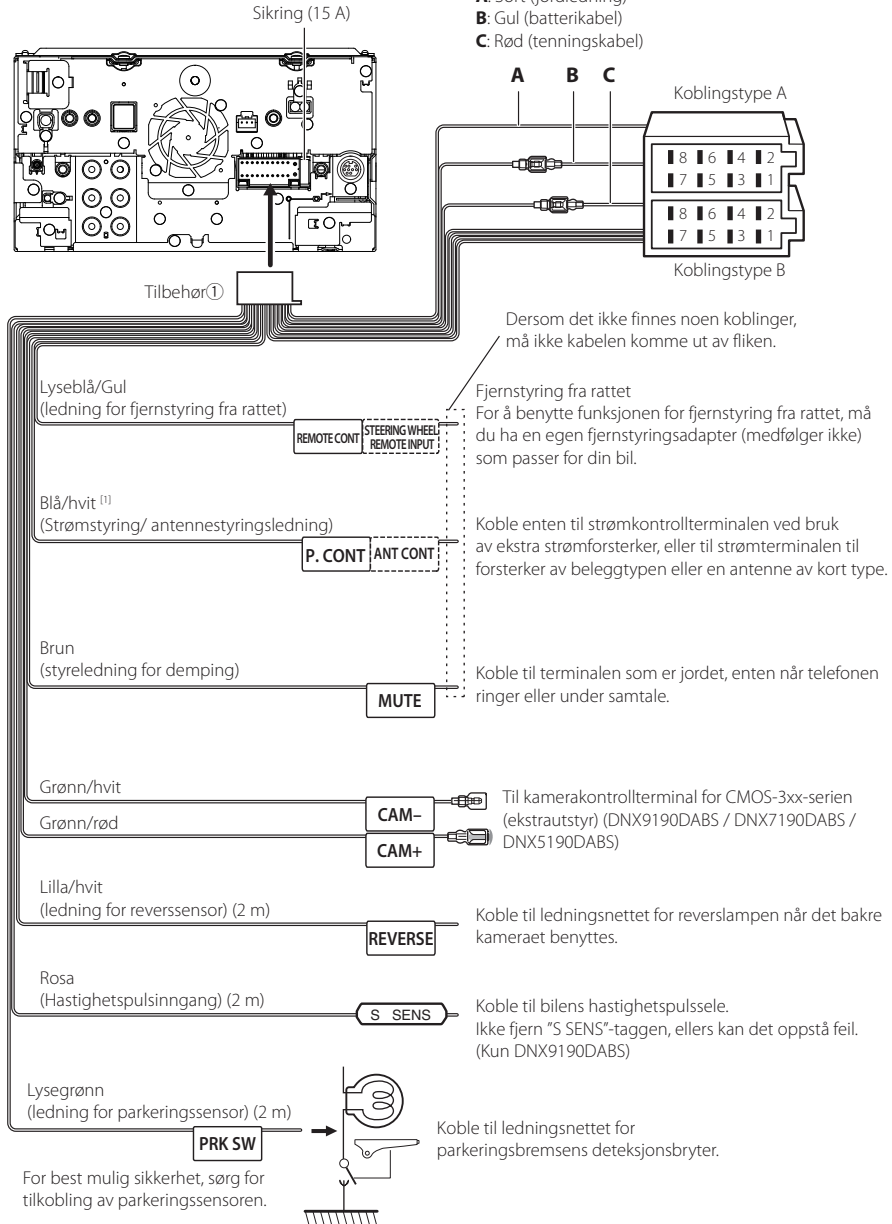 Sikring (15 A)
B: Gul (batterikabel)
C: Rød (tenningskabel)
A B C
Koblingstype A
8 6 4 2
7 5 3 1
8 6 4 2
7 5 3 1
Koblingstype B
Tilbehør①
Dersom det ikke finnes noen koblinger,
må ikke kabelen komme ut av fliken.
Lyseblå/Gul
(ledning for fjernstyring fra rattet)
REMOTE CONT
STEERING WHEEL
REMOTE INPUT
Fjernstyring fra rattet
For å benytte funksjonen for fjernstyring fra rattet, må
du ha en egen fjernstyringsadapter (medfølger ikke)
som passer for din bil.
Blå/hvit [1]
(Strømstyring/ antennestyringsledning)
P. CONT ANT CONT
Koble enten til strømkontrollterminalen ved bruk
av ekstra strømforsterker, eller til strømterminalen til
forsterker av beleggtypen eller en antenne av kort type.
Brun
(styreledning for demping)
MUTE
Koble til terminalen som er jordet, enten når telefonen
ringer eller under samtale.
Grønn/hvit
CAM–
Grønn/rød
CAM+
Til kamerakontrollterminal for CMOS-3xx-serien
(ekstrautstyr) (DNX9190DABS / DNX7190DABS /
DNX5190DABS)
Lilla/hvit
(ledning for reverssensor) (2 m)
REVERSE
Koble til ledningsnettet for reverslampen når det bakre
kameraet benyttes.
Rosa
(Hastighetspulsinngang) (2 m)
S SENS
Koble til bilens hastighetspulssele.
Ikke fjern "S SENS"-taggen, ellers kan det oppstå feil.
(Kun DNX9190DABS)
Lysegrønn
(ledning for parkeringssensor) (2 m)
PRK SW
Koble til ledningsnettet for
parkeringsbremsens deteksjonsbryter.
For best mulig sikkerhet, sørg for
tilkobling av parkeringssensoren.